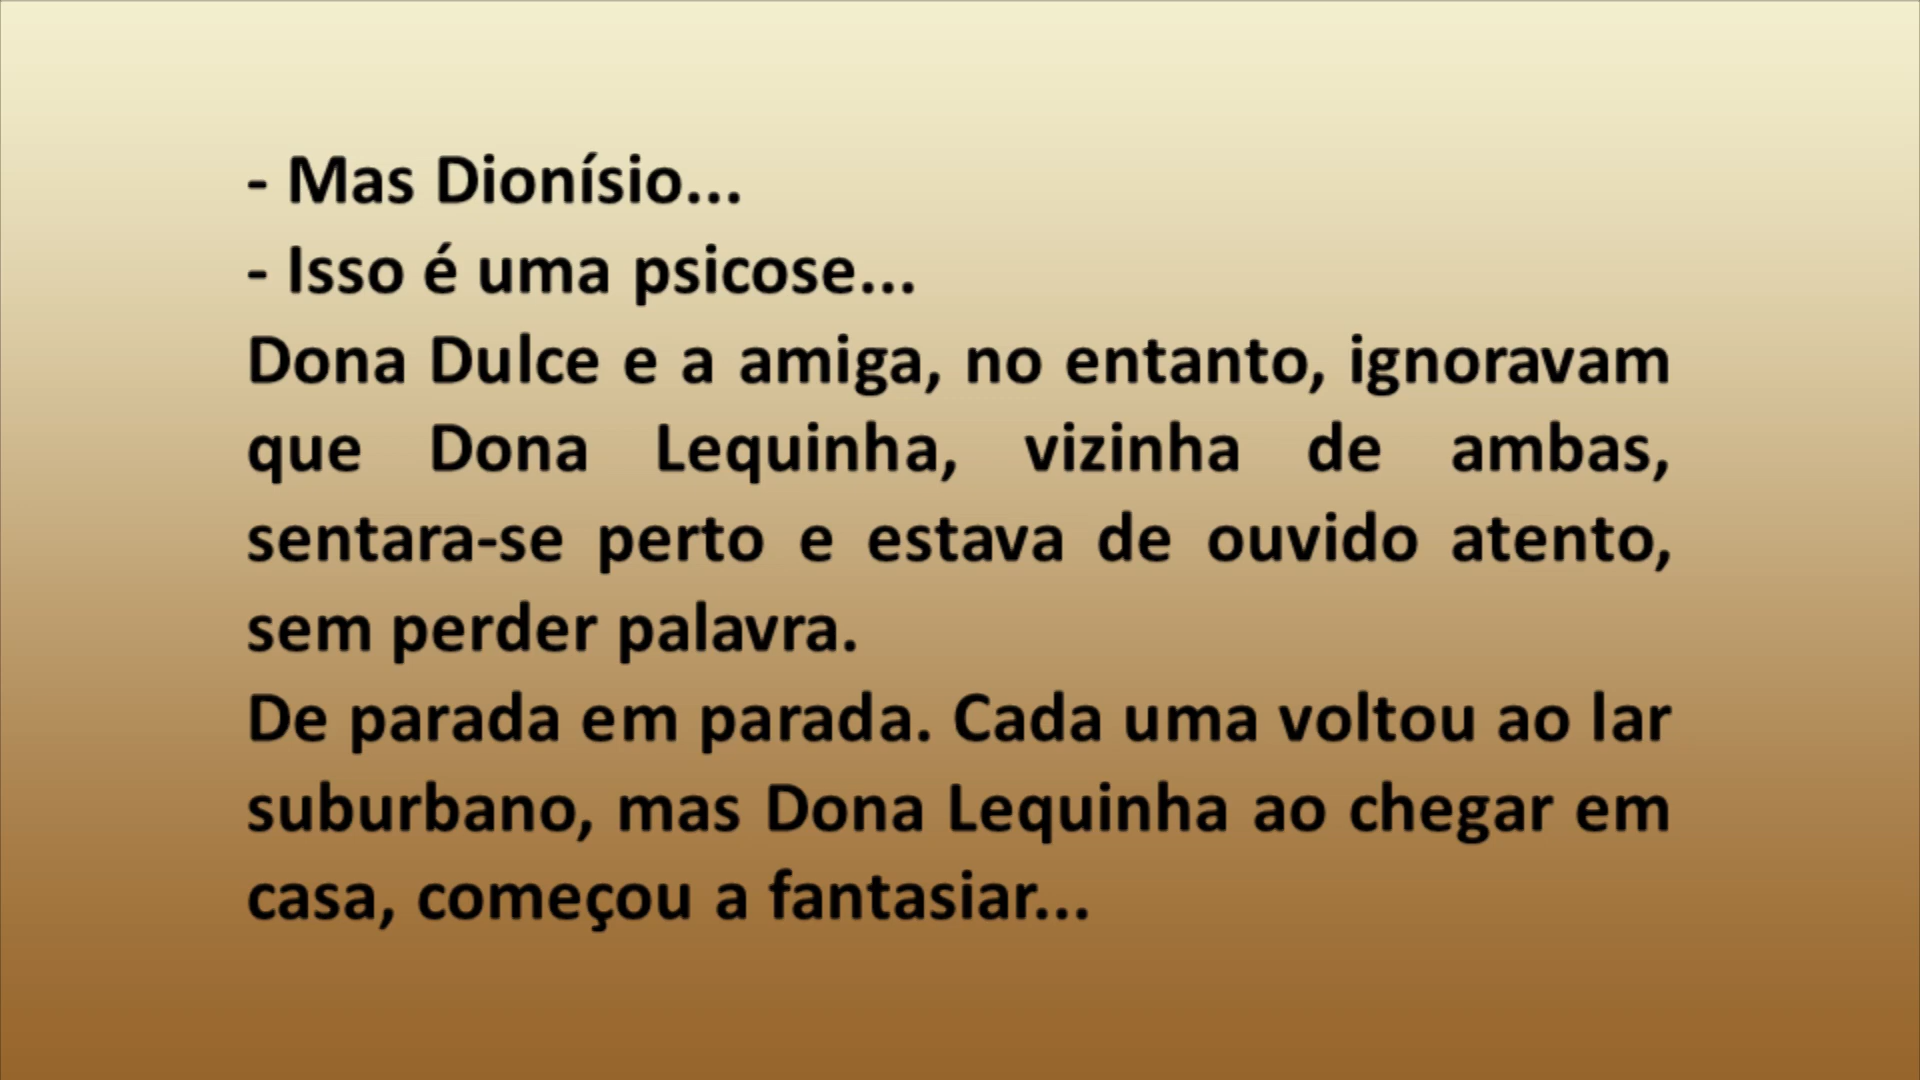 - Mas Dionísio...
- Isso é uma psicose...
Dona Dulce e a amiga, no entanto, ignoravam
que Dona Lequinha, vizinha de ambas,
sentara-se perto e estava de ouvido atento,
sem perder palavra.
De parada em parada. Cada uma voltou ao lar
suburbano, mas Dona Lequinha ao chegar em
casa, começou a fantasiar...